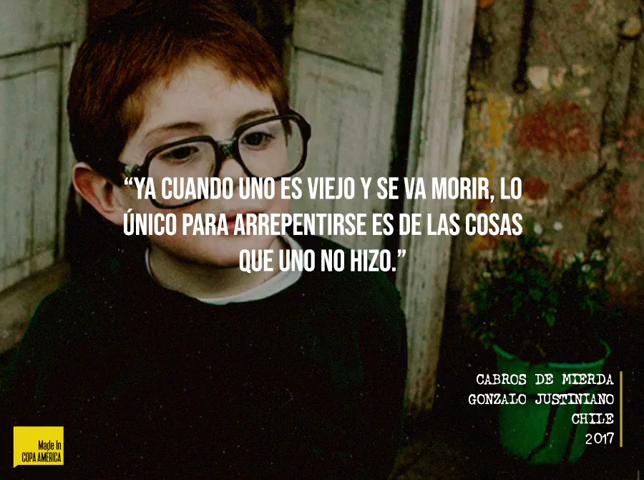 “YA CUANDO UNO ES VIEJO Y SE VA MORIR, LO
ÚNICO PARA ARREPENTIRSE ES DE LAS COSAS
QUE UNO NO HIZO.”
CABROS DE MIERDA
GONZALO JUSTINIANO
CHILE
2017
Made In
COPA AMÉRICA